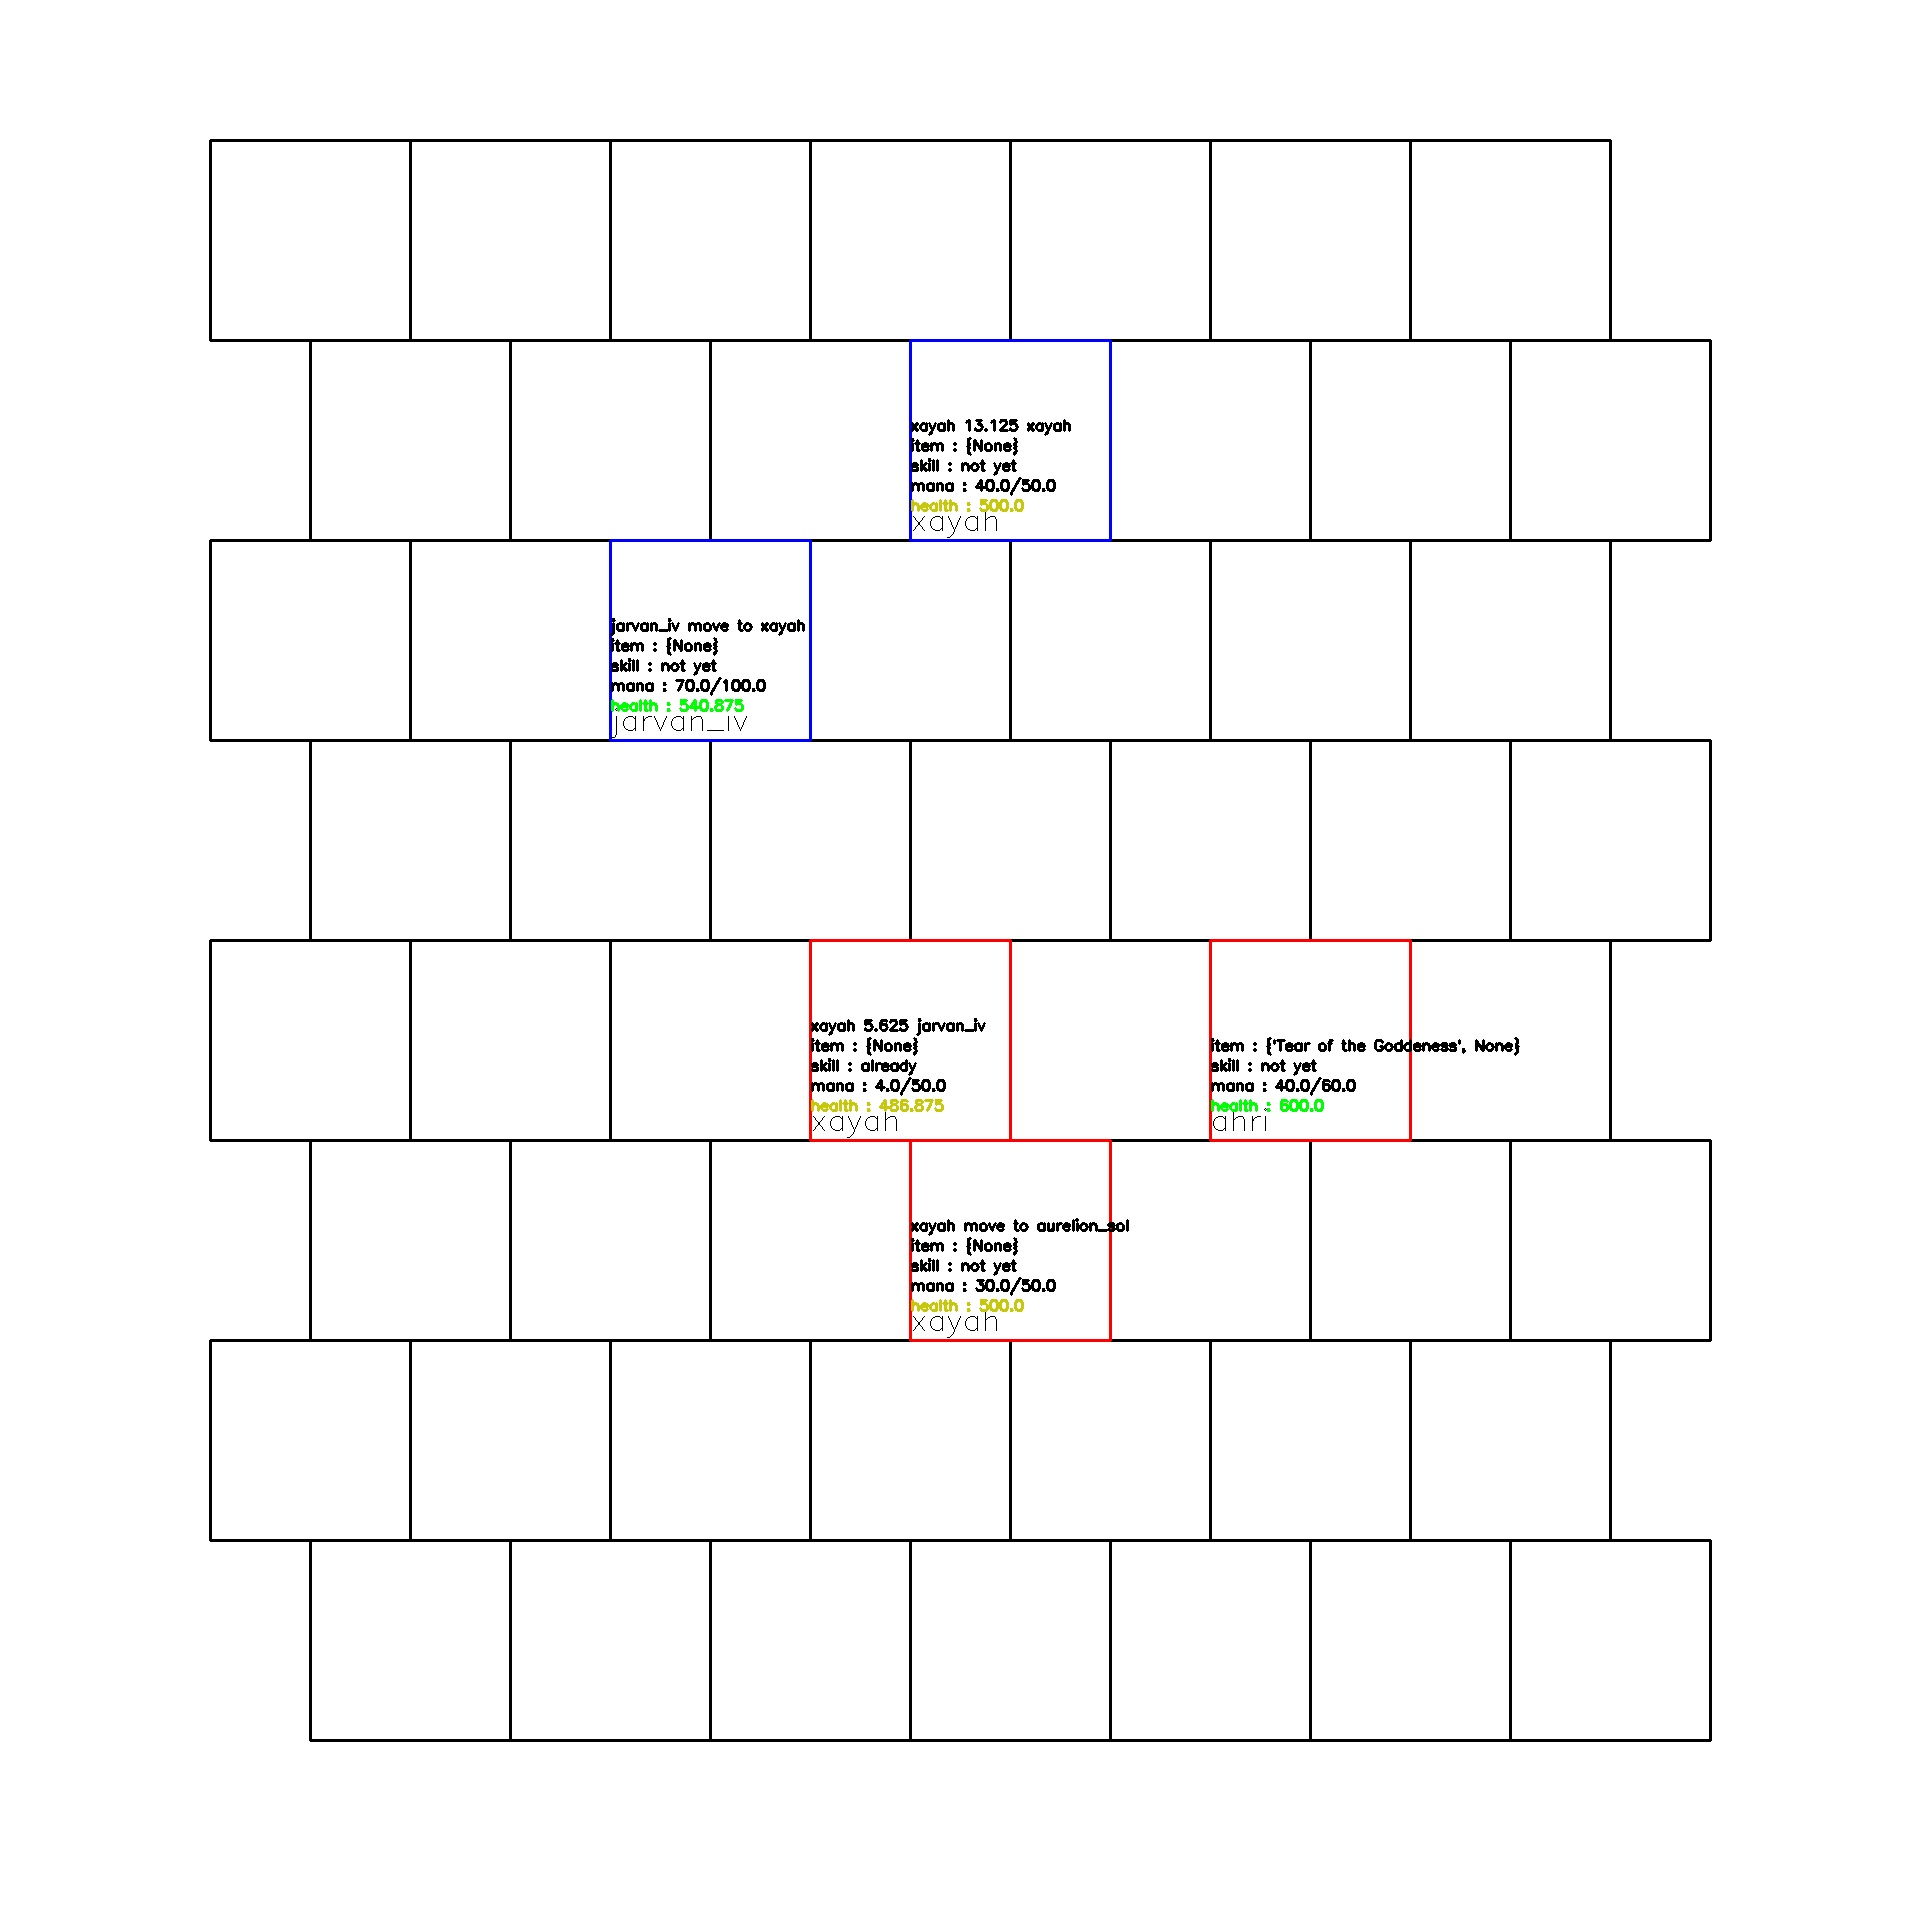 xayah 13.125 xayah
item : {None}
skill : not yet
mana : 40.0/50.0
health : 500.0
xayah
jarvan_iv move to xayah
item : {None}
skill : not yet
mana : 70.0/100.0
health : 540.875
jarvan_iv
xayah 5.625 jarvan_iv
item : {None}
skill : already
mana : 4.0/50.0
health : 486.875
xayah
item : {'Tear of the Goddeness', None}
skill : not yet
mana : 40.0/60.0
health : 600.0
ahri
xayah move to aurelion_sol
item : {None}
skill : not yet
mana : 30.0/50.0
health : 500.0
xayah